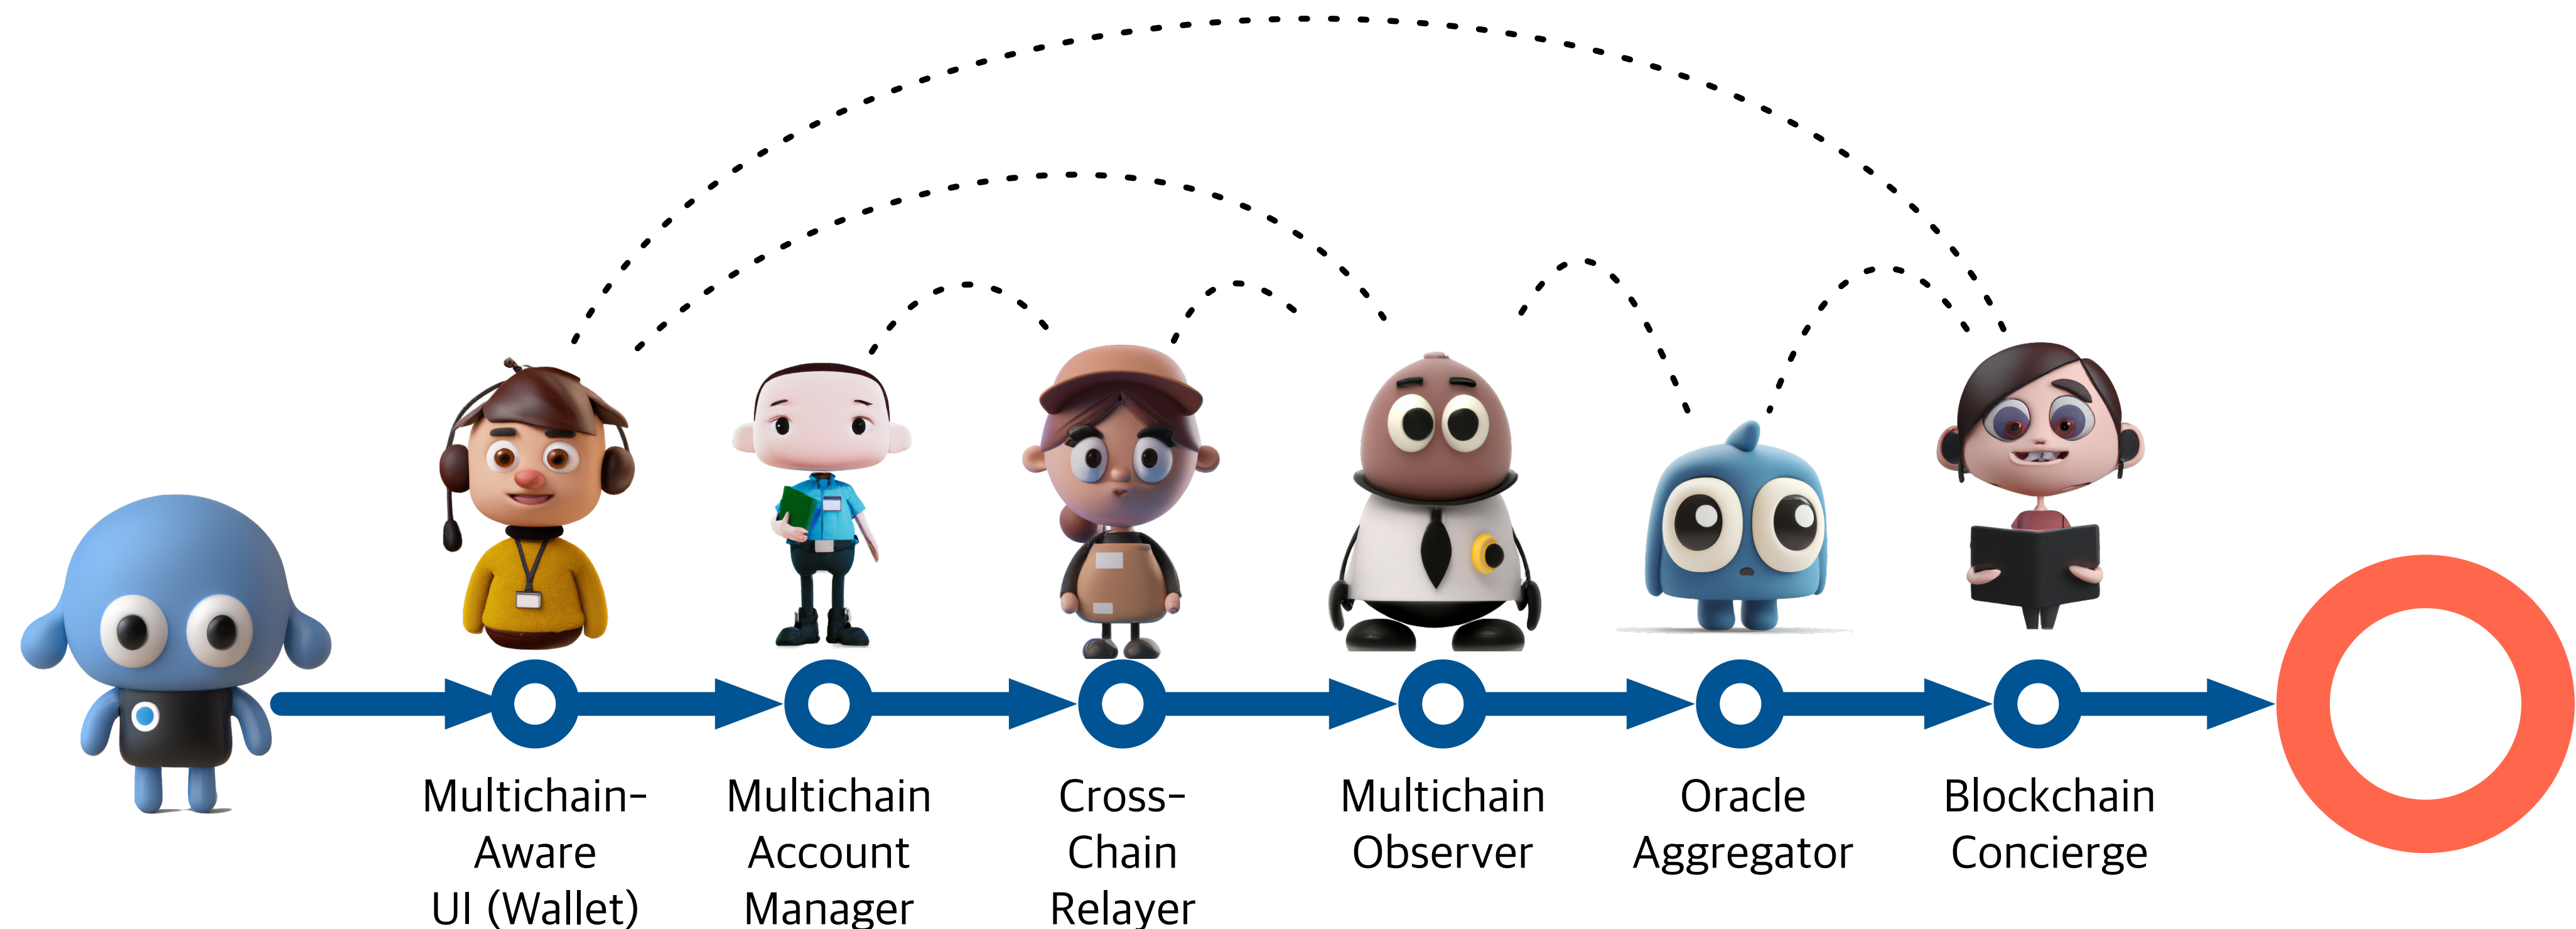 Multichain-
Aware
UI (Wallet)
Multichain
Account
Manager
Cross-
Chain
Relayer
Multichain
Observer
Oracle
Aggregator
Blockchain
Concierge